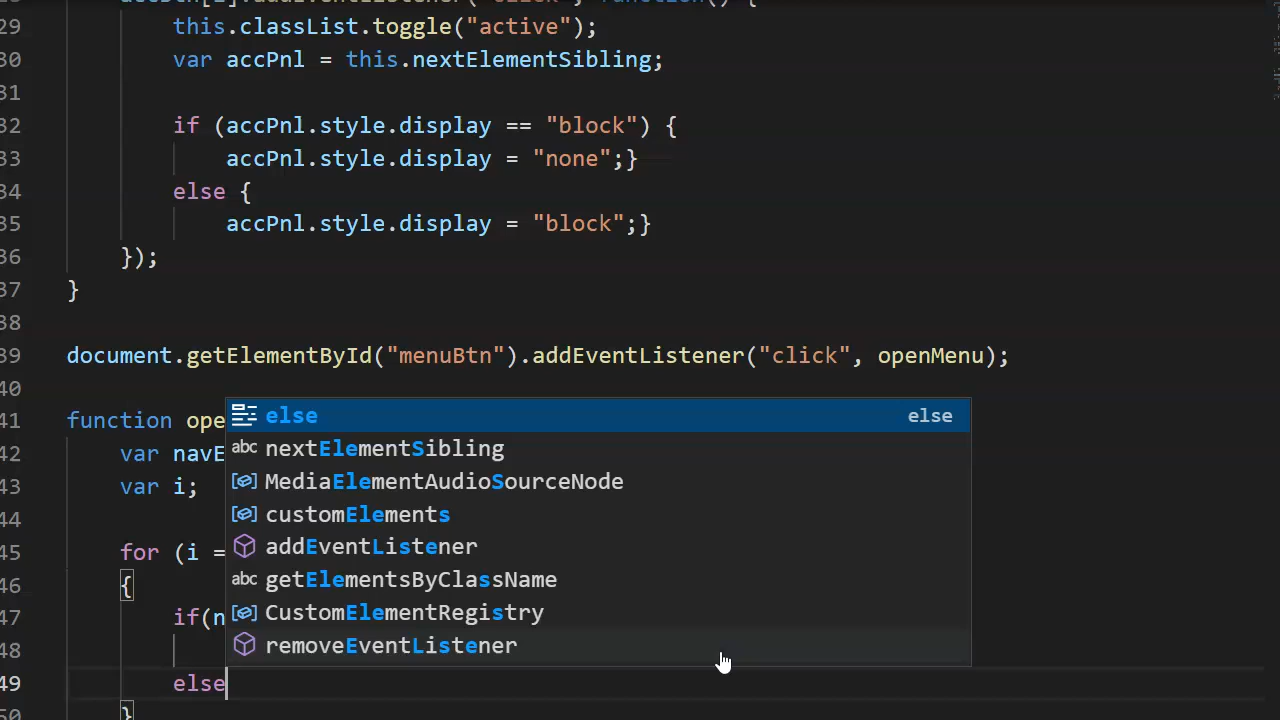 29 this.classList.toggle("active");
30 var accPnl = this.nextElementSibling;
31
32 if (accPnl.style.display == "block") {
33 accPnl.style.display = "none";}
34 else {
35 accPnl.style.display = "block";}
36 });
37 }
38
39 document.getElementById("menuBtn").addEventListener("click", openMenu);
40
41 function ope
else else
42 var navE
nextElementSibling
43 var i;
MediaElementAudioSourceNode
44
customElements
45 for (i =
addEventListener
46 {
getElementsByClassName
47 if(n
CustomElementRegistry
48
removeEventListener
49 else
50 }